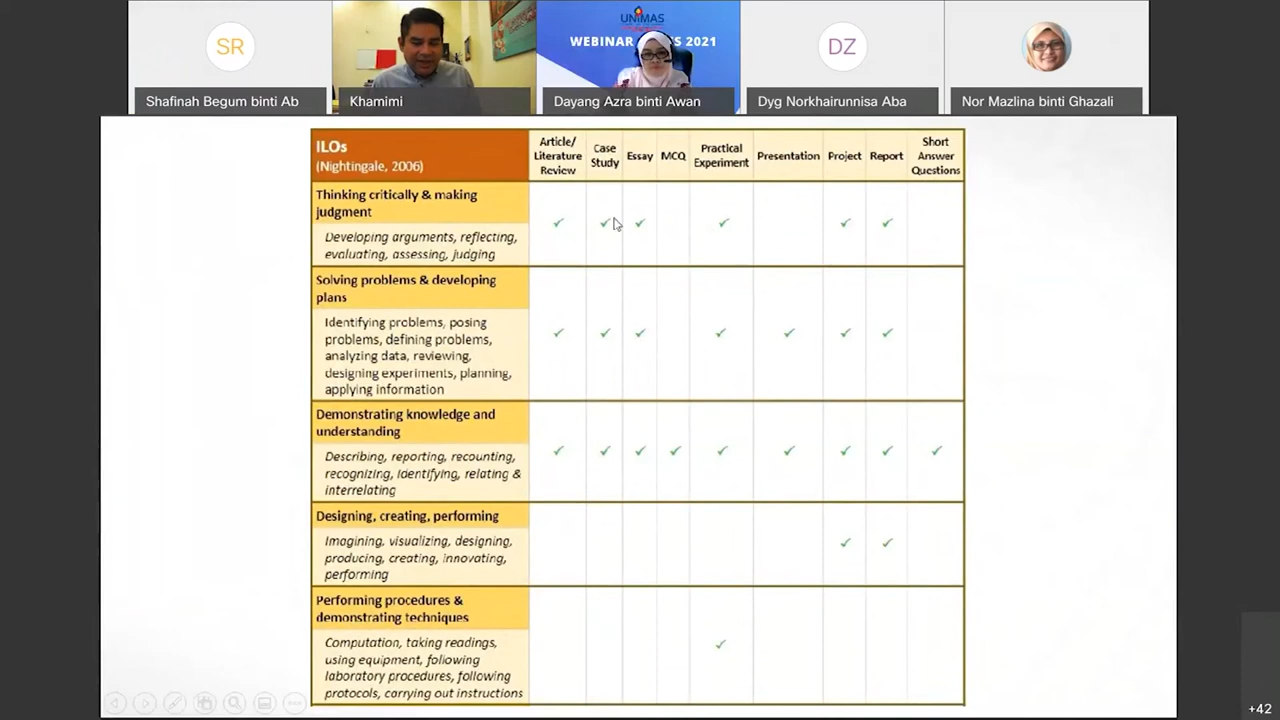 SR
UNIMAS
WEBINAR
2021
DZ
Shafinah Begum binti Ab
Khamimi
Dayang Azra binti Awan
Dyg Norkhairunnisa Aba
Nor Mazlina binti Ghazali
ILOs
(Nightingale, 2006)
Article/
Literature
Review
Case
Study
Essay
MCQ
Practical
Experiment
Presentation
Project
Report
Short
Answer
Questions
Thinking critically & making
judgment
Developing arguments, reflecting,
evaluating, assessing, judging
Solving problems & developing
plans
Identifying problems, posing
problems, defining problems,
analyzing data, reviewing,
designing experiments, planning,
applying information
Demonstrating knowledge and
understanding
Describing, reporting, recounting,
recognizing, identifying, relating &
interrelating
Designing, creating, performing
Imagining, visualizing, designing,
producing, creating, innovating,
performing
Performing procedures &
demonstrating techniques
Computation, taking readings,
using equipment, following
laboratory procedures, following
protocols, carrying out instructions
+42